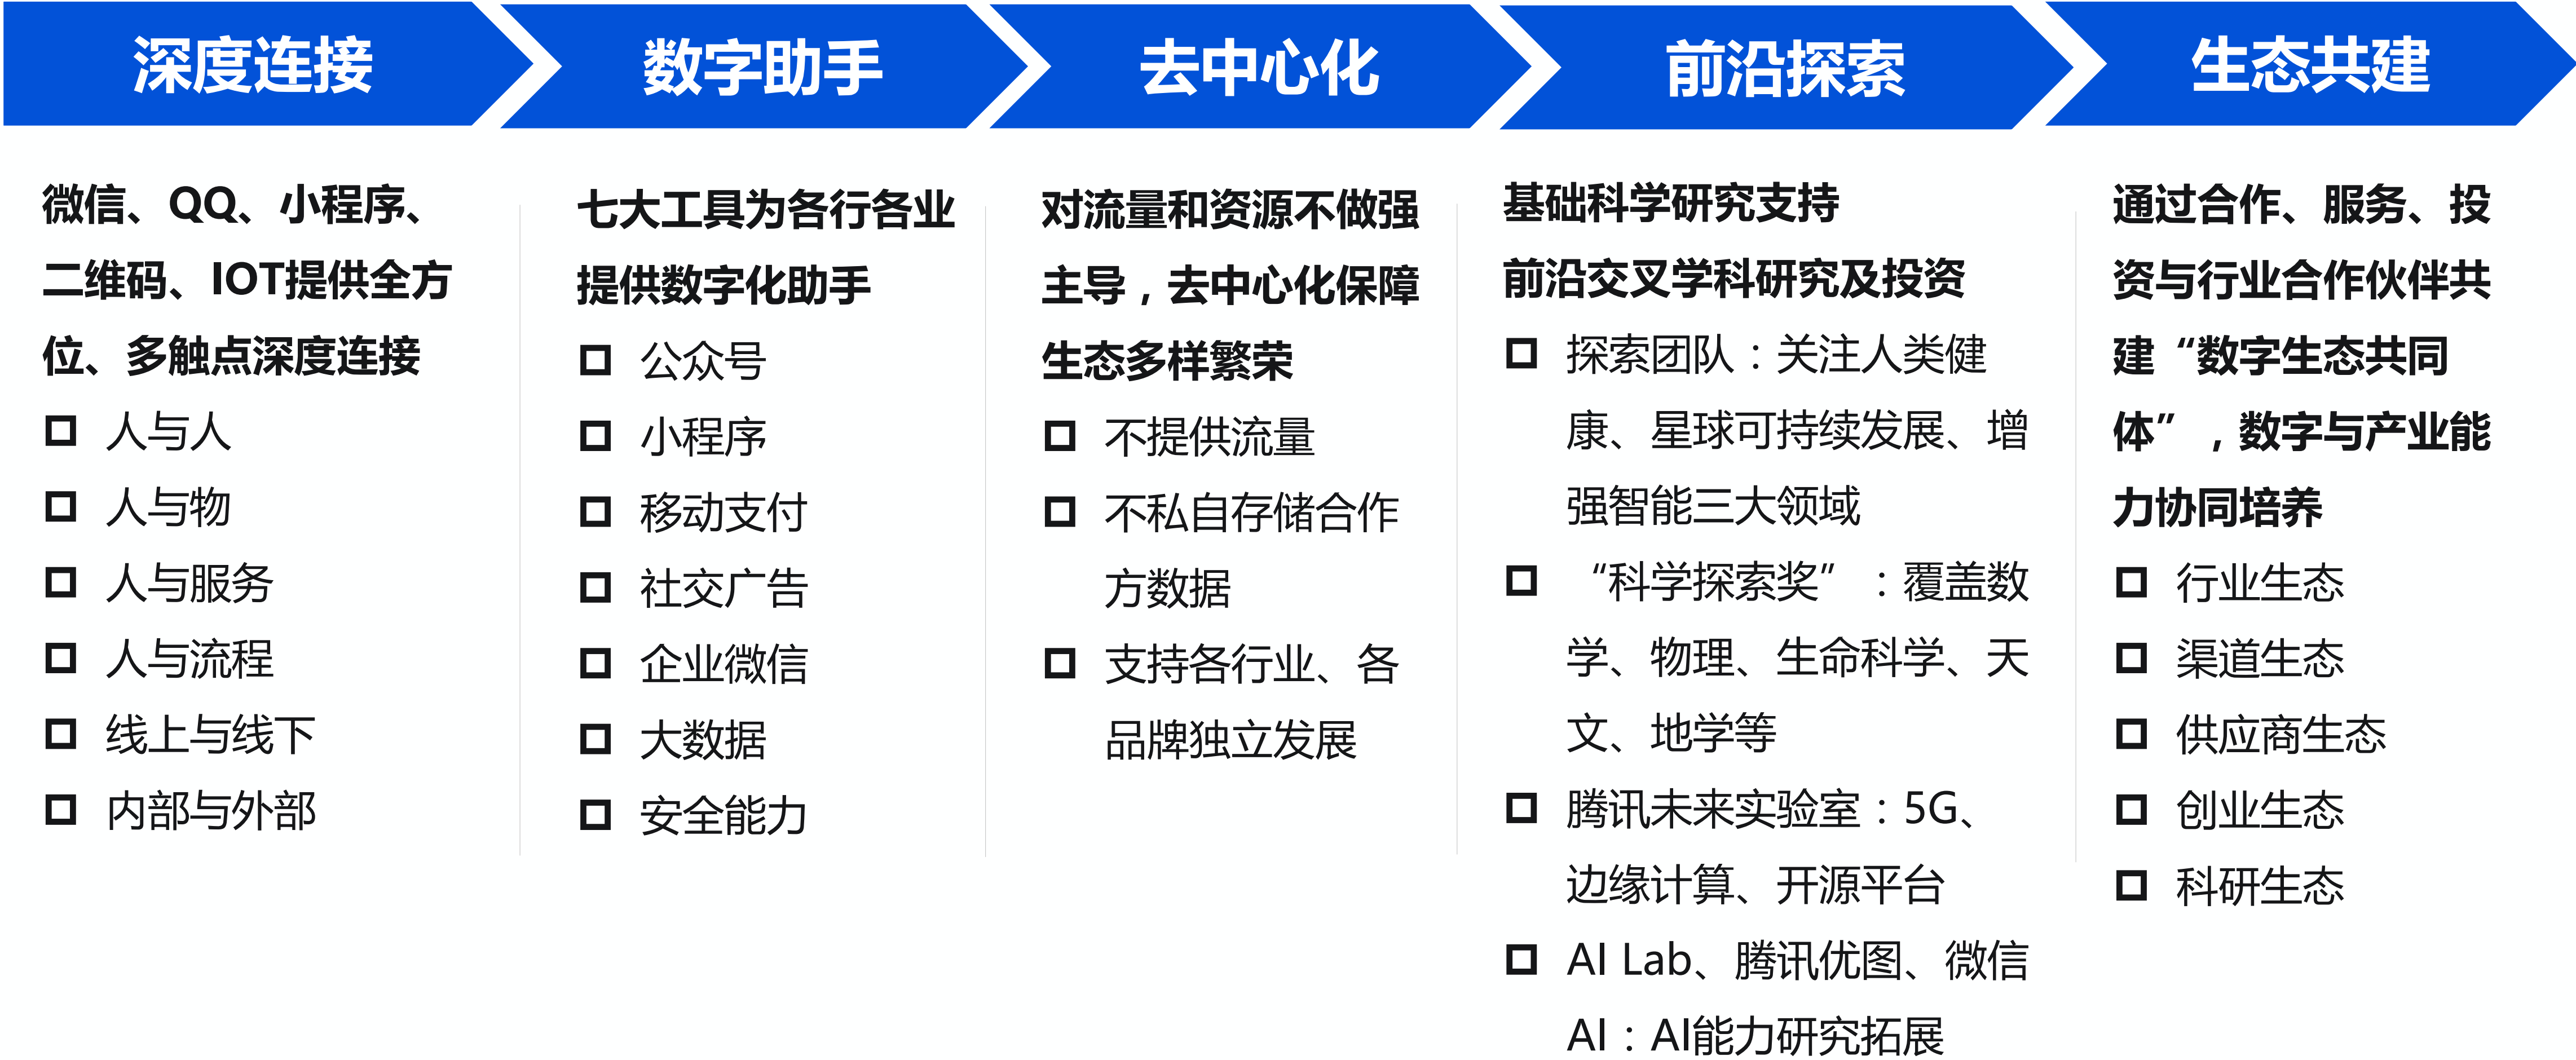 深度连接
数字助手
去中心化
前沿探索
生态共建
微信、QQ、小程序、
二维码、IOT提供全方
位、多触点深度连接
人与人
人与物
人与服务
人与流程
线上与线下
内部与外部
七大工具为各行各业
提供数字化助手
公众号
小程序
移动支付
社交广告
企业微信
大数据
安全能力
对流量和资源不做强
主导，去中心化保障
生态多样繁荣
不提供流量
不私自存储合作
方数据
支持各行业、各
品牌独立发展
基础科学研究支持
前沿交叉学科研究及投资
探索团队：关注人类健
康、星球可持续发展、增
强智能三大领域
“科学探索奖”：覆盖数
学、物理、生命科学、天
文、地学等
腾讯未来实验室：5G、
边缘计算、开源平台
AI Lab、腾讯优图、微信
AI：AI能力研究拓展
通过合作、服务、投
资与行业合作伙伴共
建“数字生态共同
体”，数字与产业能
力协同培养
行业生态
渠道生态
供应商生态
创业生态
科研生态